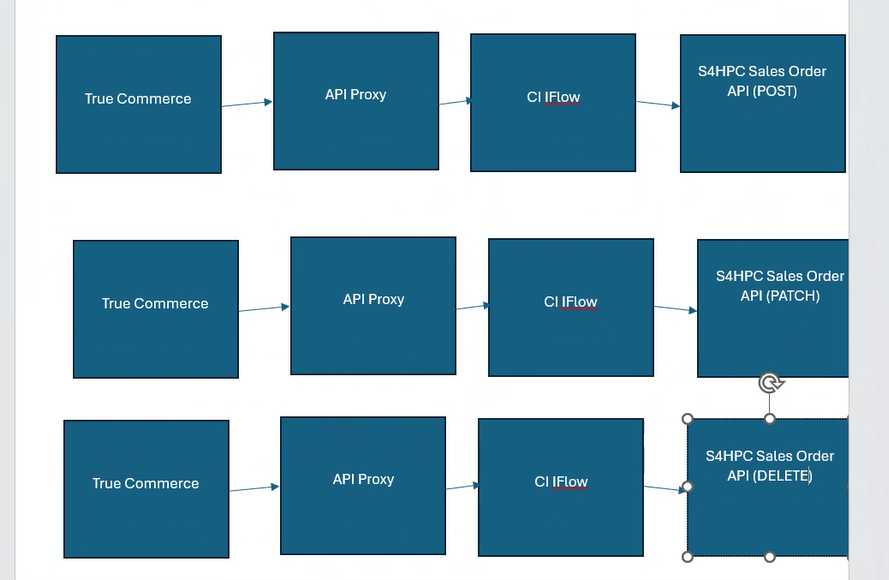 True Commerce
API Proxy
CI IFlow
S4HPC Sales Order
API (POST)
True Commerce
API Proxy
CI IFlow
S4HPC Sales Order
API (PATCH)
True Commerce
API Proxy
CI IFlow
S4HPC Sales Order
API (DELETE)